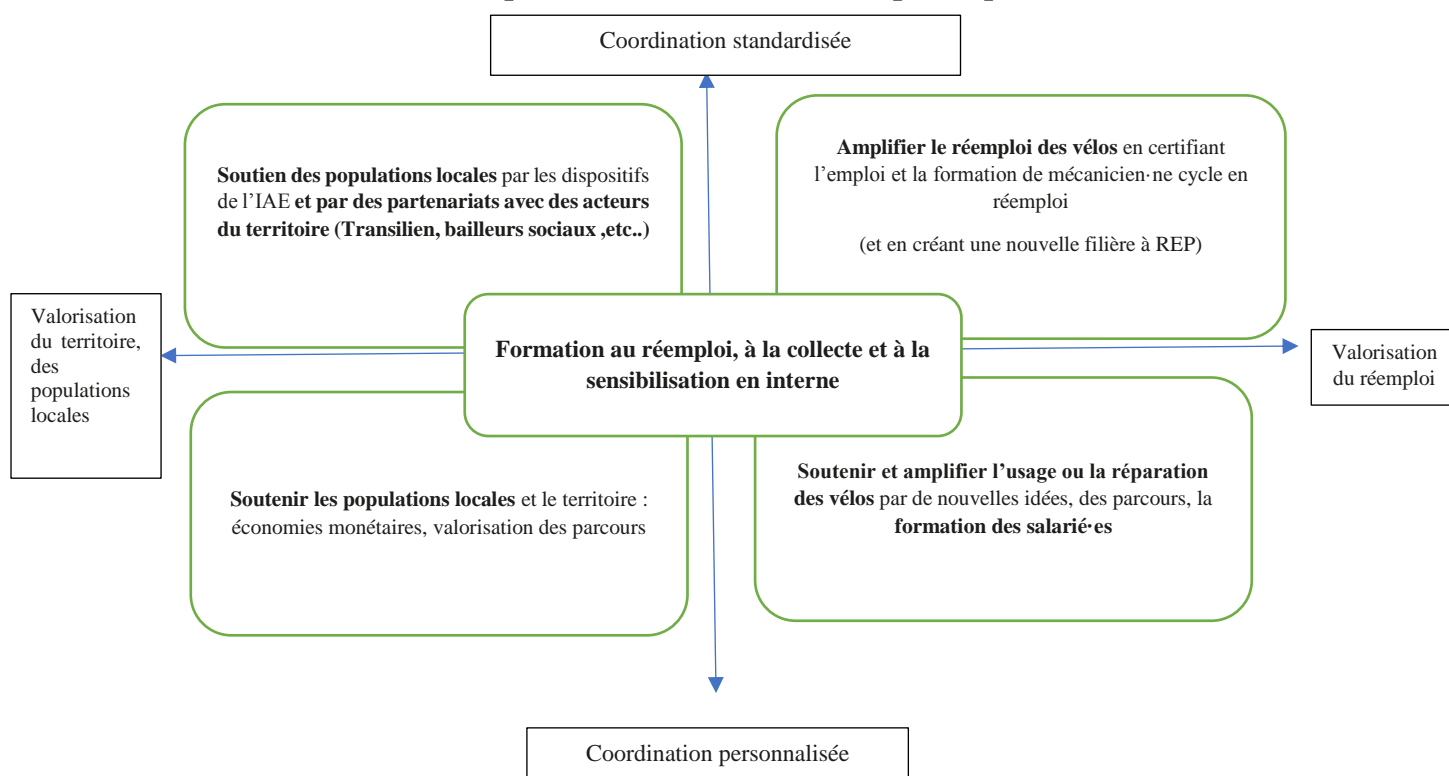 Coordination standardisée
Soutien des populations locales par les dispositifs
de l'IAE et par des partenariats avec des acteurs
du territoire (Transilien, bailleurs sociaux ,etc..)
Amplifier le réemploi des vélos en certifiant
l'emploi et la formation de mécanicien·ne cycle en
réemploi
(et en créant une nouvelle filière à REP)
Valorisation
du territoire,
des
populations
locales
Formation au réemploi, à la collecte et à la
sensibilisation en interne
Valorisation
du réemploi
Soutenir les populations locales et le territoire :
économies monétaires, valorisation des parcours
Soutenir et amplifier l'usage ou la réparation
des vélos par de nouvelles idées, des parcours, la
formation des salarié·es
Coordination personnalisée